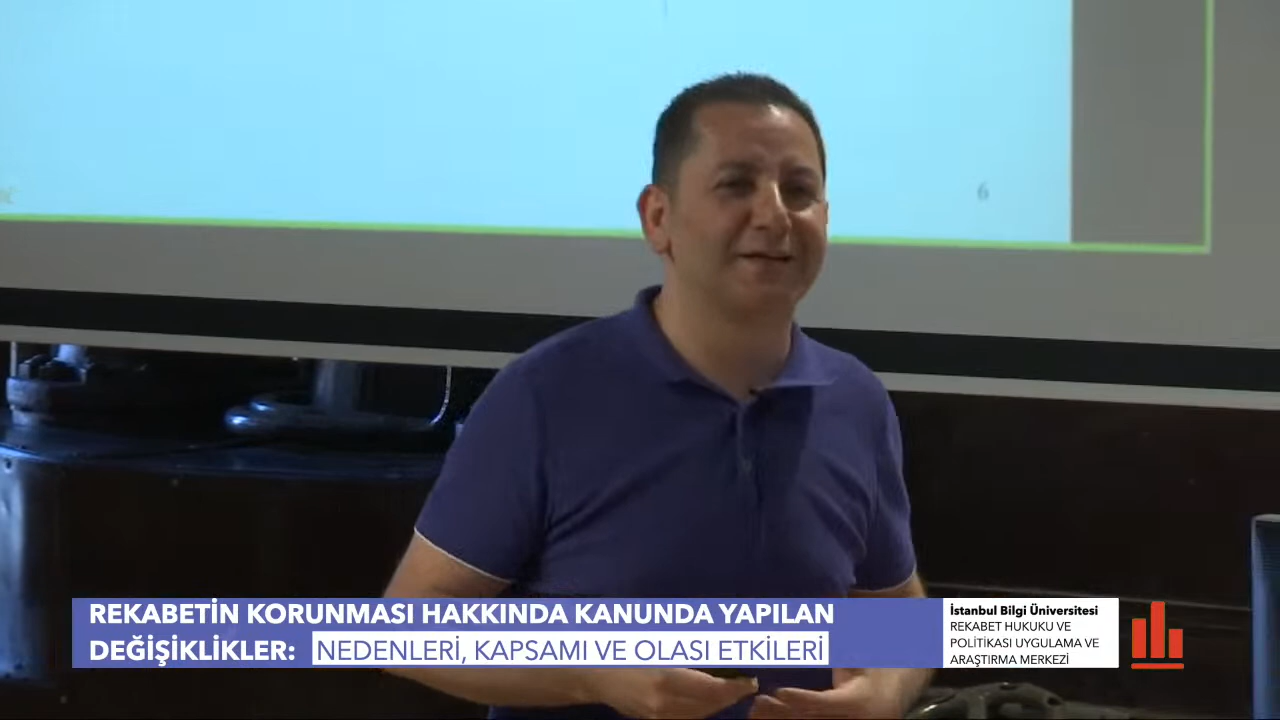 6
REKABETİN KORUNMASI HAKKINDA KANUNDA YAPILAN
DEĞİŞİKLİKLER: NEDENLERİ, KAPSAMI VE OLASI ETKİLERİ
İstanbul Bilgi Üniversitesi
REKABET HUKUKU VE
POLİTİKASI UYGULAMA VE
ARAŞTIRMA MERKEZİ